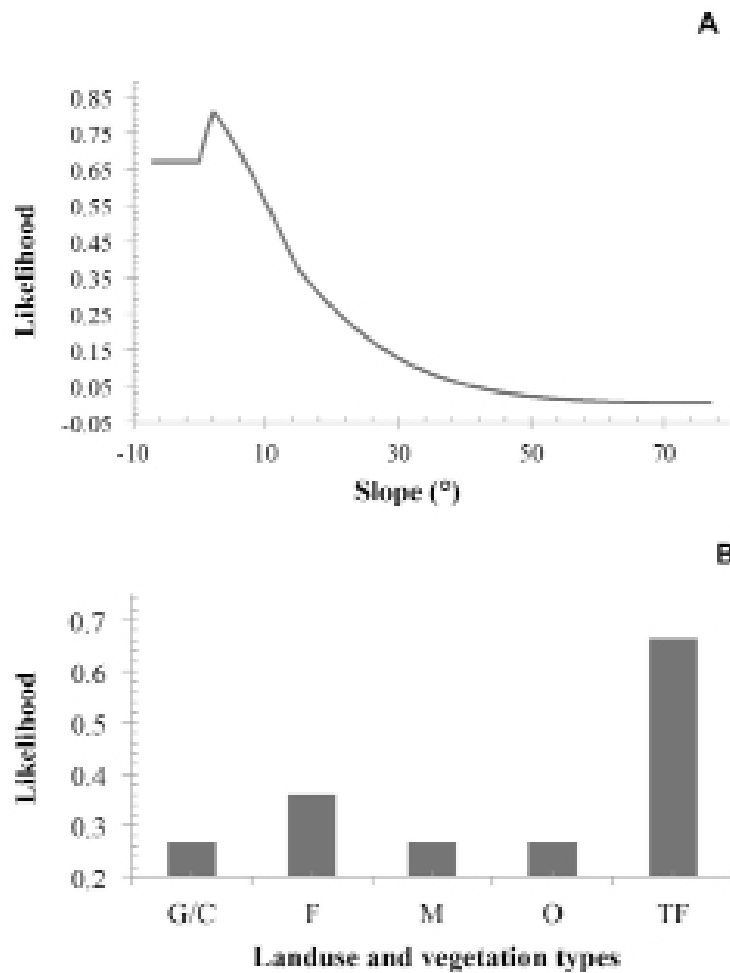 A
0.85
0.75
0.65
0.55
0.45
0.35
0.25
0.15
0.05
-0.05
Likelihood
-10 10 30 50 70
Slope (°)
B
0.7
0.6
0.5
0.4
0.3
0.2
Likelihood
G/C F M O TF
Landuse and vegetation types